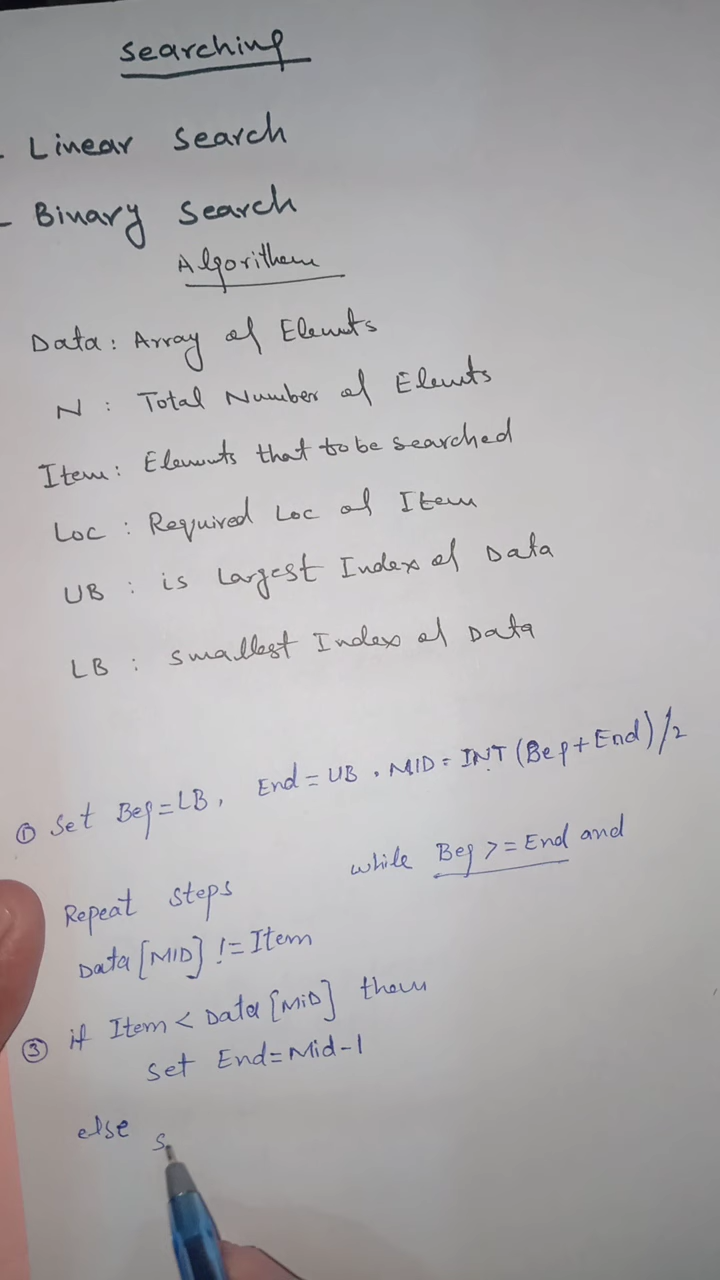 Searching
- Linear Search
- Binary Search
Algorithem
Data : Array of Elemnts
N : Total Number of Elemnts
Item : Elements that to be searched
Loc : Required Loc of Item
UB : is Largest Index of Data
LB : Smallest Index of Data
① Set Beg=LB, End=UB . MID= INT (Beg+End)/2
Repeat steps while Beg >= End and
Data [MID] != Item
③ if Item < Data [MiD] then
Set End=Mid-1
else S